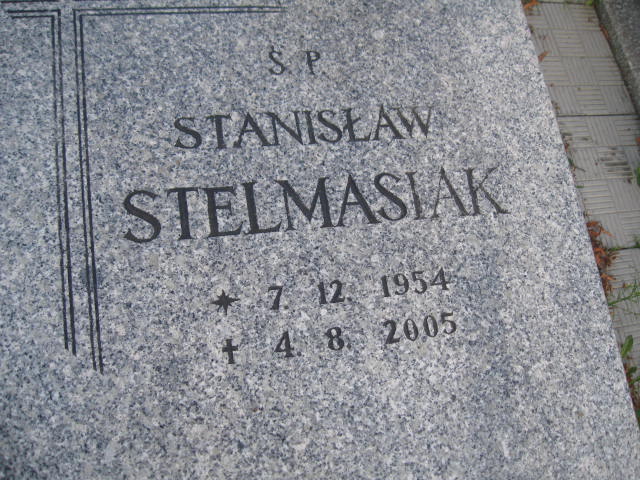 S P
STANISŁAW
STELMASIAK
★ 7. 12. 1954
✝ 4. 8. 2005